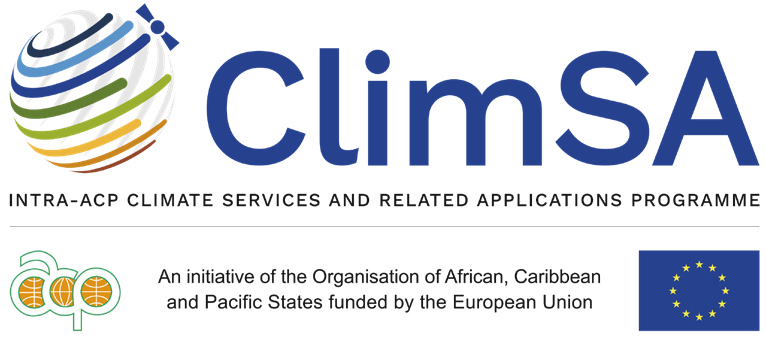 ClimSA
INTRA-ACP CLIMATE SERVICES AND RELATED APPLICATIONS PROGRAMME
acp
An initiative of the Organisation of African, Caribbean
and Pacific States funded by the European Union